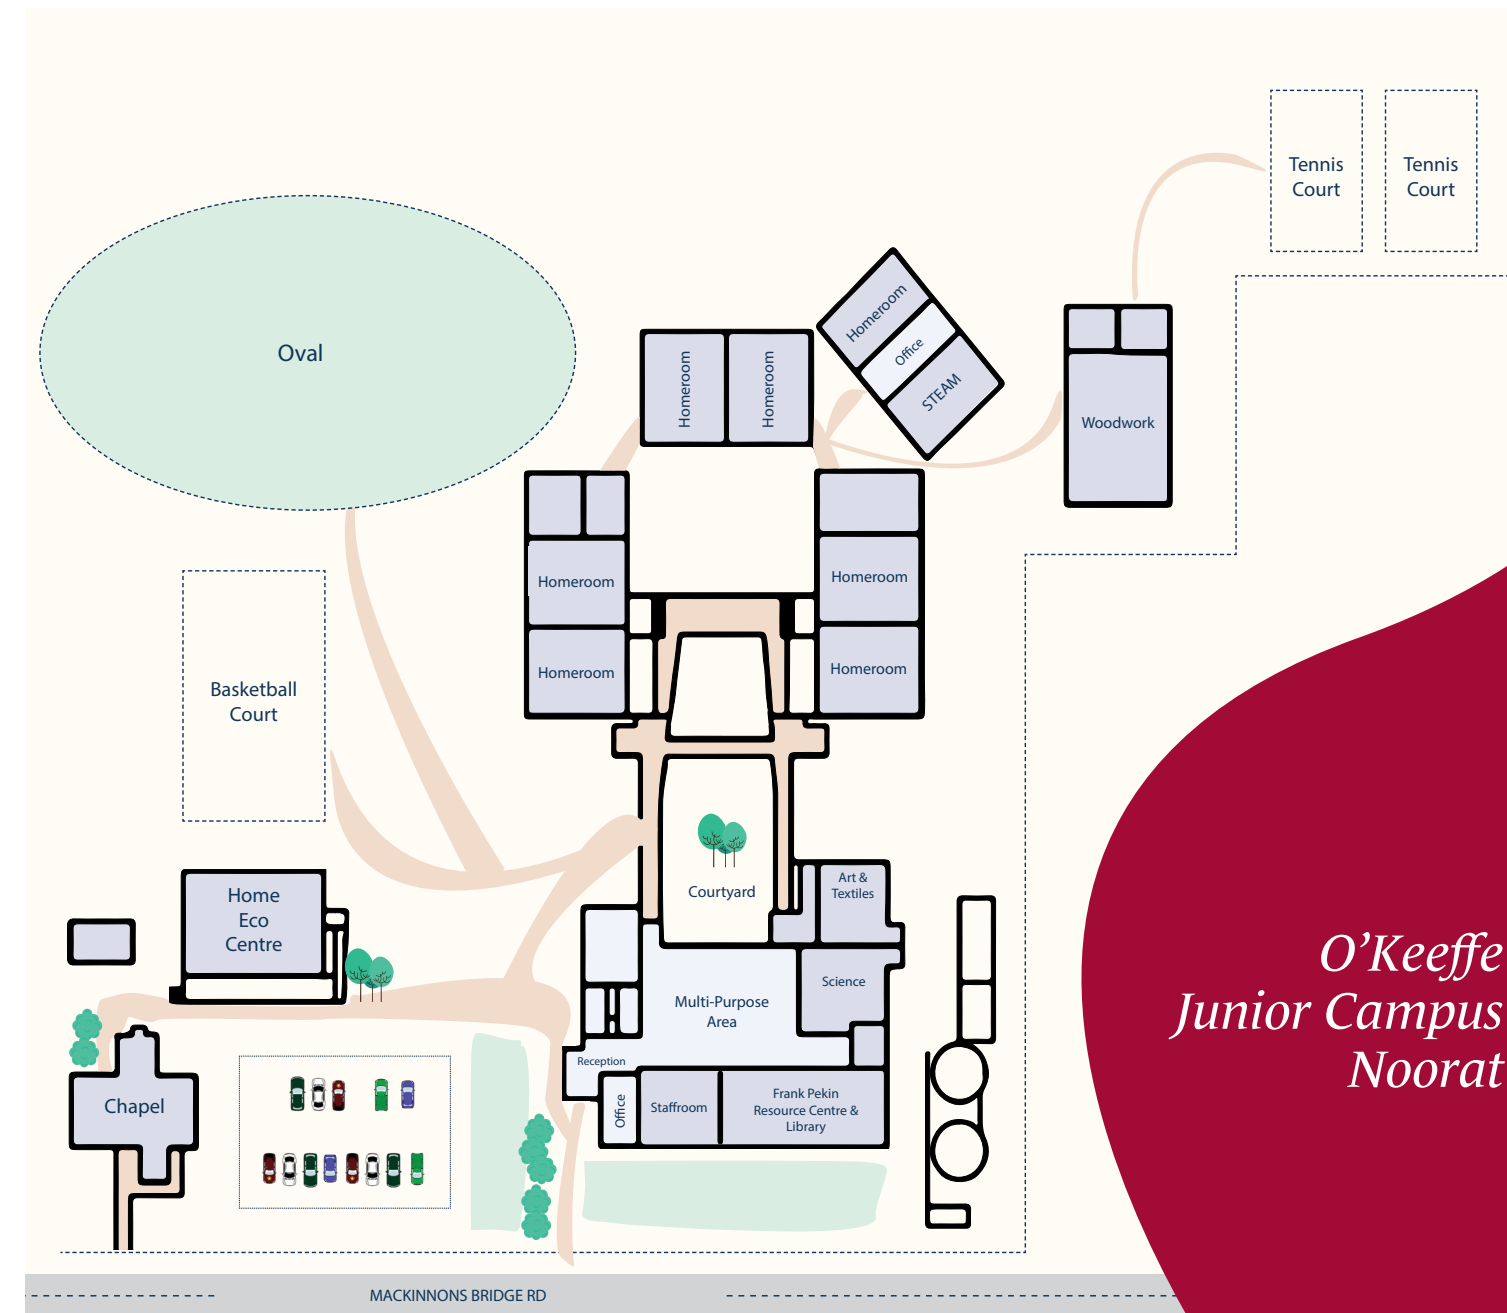 Tennis
Court
Tennis
Court
Oval
Homeroom
Office
STEAM
Homeroom
Homeroom
Woodwork
Homeroom
Homeroom
Homeroom
Homeroom
Basketball
Court
Courtyard
Art &
Textiles
Home
Eco
Centre
Science
Multi-Purpose
Area
Reception
Chapel
Office
Staffroom
Frank Pekin
Resource Centre &
Library
O’Keeffe
Junior Campus
Noorat
MACKINNONS BRIDGE RD